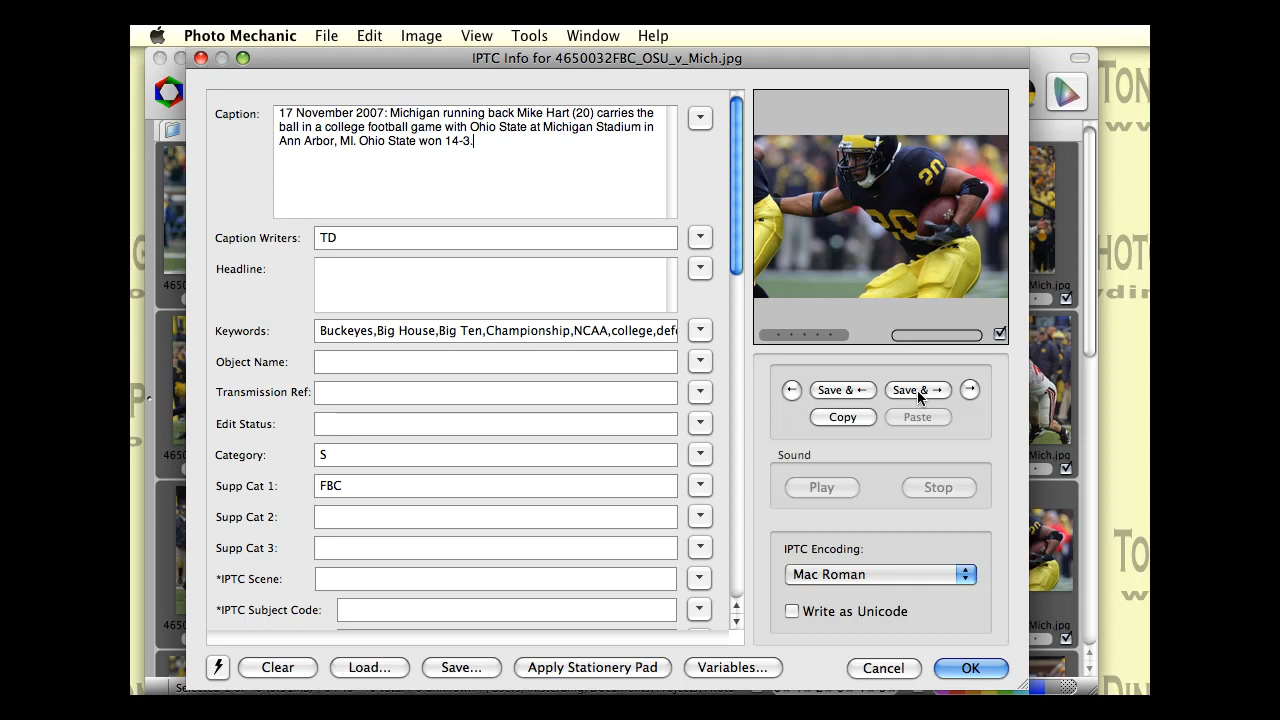 Photo Mechanic File Edit Image View Tools Window Help
IPTC Info for 4650032FBC_OSU_v_Mich.jpg
Caption:
17 November 2007: Michigan running back Mike Hart (20) carries the
ball in a college football game with Ohio State at Michigan Stadium in
Ann Arbor, MI. Ohio State won 14-3.
Caption Writers: TD
Headline:
Keywords: Buckeyes,Big House,Big Ten,Championship,NCAA,college,def
Object Name:
Transmission Ref:
Edit Status:
Category: S
Supp Cat 1: FBC
Supp Cat 2:
Supp Cat 3:
*IPTC Scene:
*IPTC Subject Code:
20
20
Save & ← Save & →
Copy Paste
Sound
Play Stop
IPTC Encoding:
Mac Roman
Write as Unicode
Clear Load... Save... Apply Stationery Pad Variables... Cancel OK
Mich.jpg
Mich.jpg
Mich.jpg